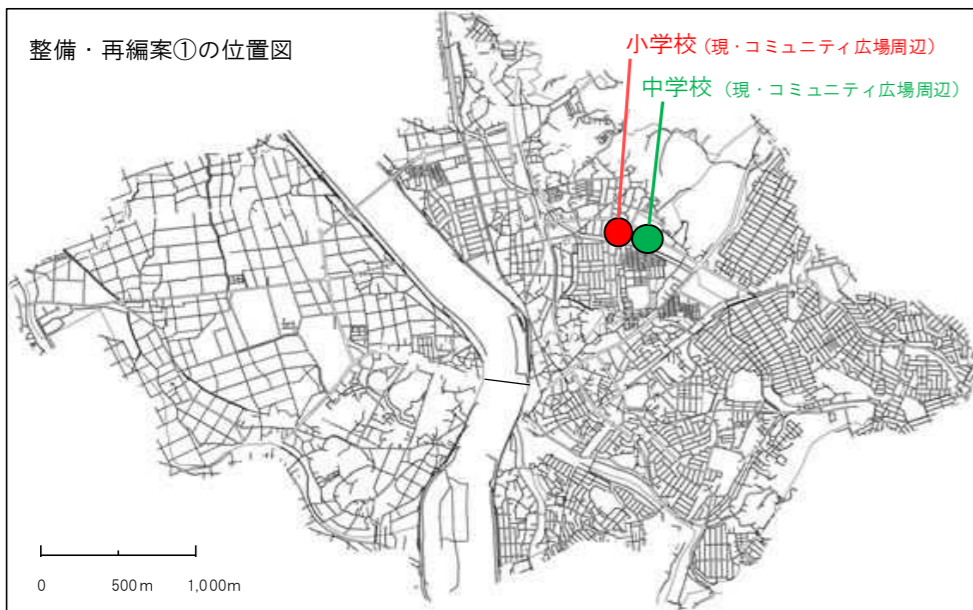 整備・再編案①の位置図
小学校（現・コミュニティ広場周辺）
中学校（現・コミュニティ広場周辺）
0 500m 1,000m